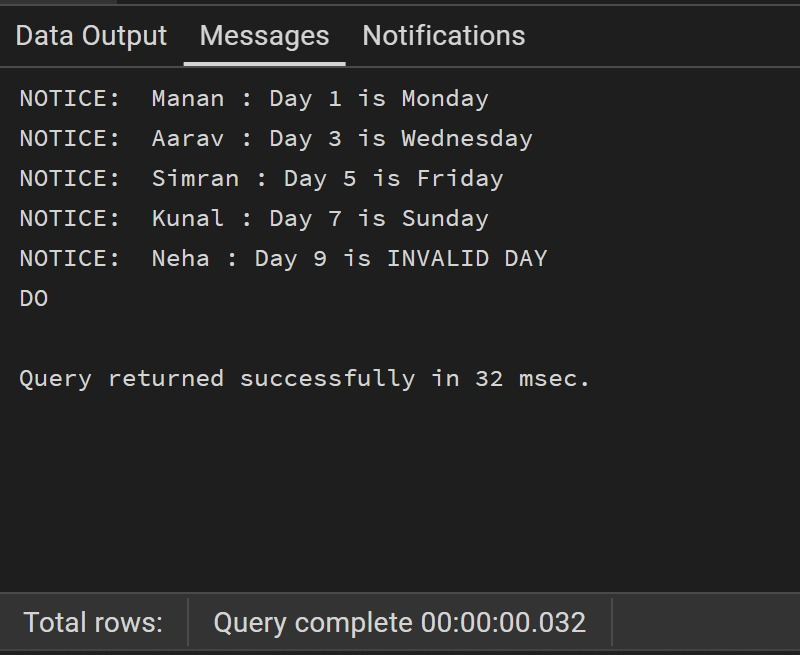 Data Output Messages Notifications
NOTICE:  Manan : Day 1 is Monday
NOTICE:  Aarav : Day 3 is Wednesday
NOTICE:  Simran : Day 5 is Friday
NOTICE:  Kunal : Day 7 is Sunday
NOTICE:  Neha : Day 9 is INVALID DAY
DO
Query returned successfully in 32 msec.
Total rows: Query complete 00:00:00.032